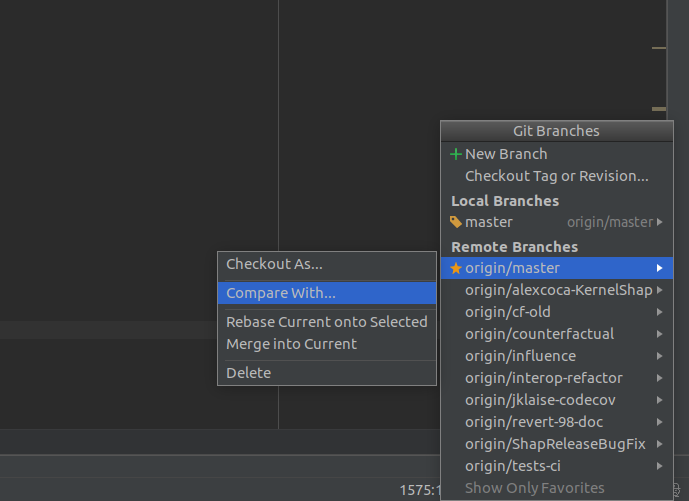 Git Branches
New Branch
Checkout Tag or Revision...
Local Branches
master origin/master
Remote Branches
origin/master
origin/alexcoca-KernelShap
origin/cf-old
origin/counterfactual
origin/influence
origin/interop-refactor
origin/jklaise-codecov
origin/revert-98-doc
origin/ShapReleaseBugFix
origin/tests-ci
Show Only Favorites
Checkout As...
Compare With...
Rebase Current onto Selected
Merge into Current
Delete
1575:1